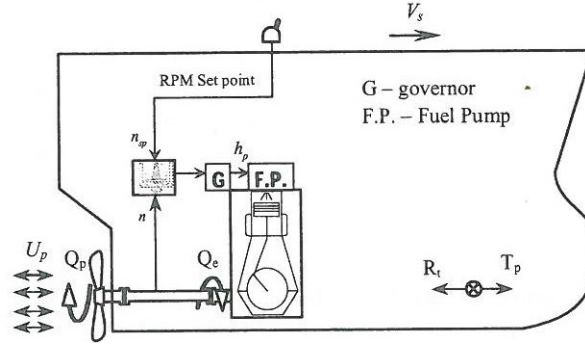 V_s
RPM Set point
G – governor
F.P. – Fuel Pump
n_sp
h_p
G
F.P.
n
U_p
Q_p
Q_e
R_t
T_p